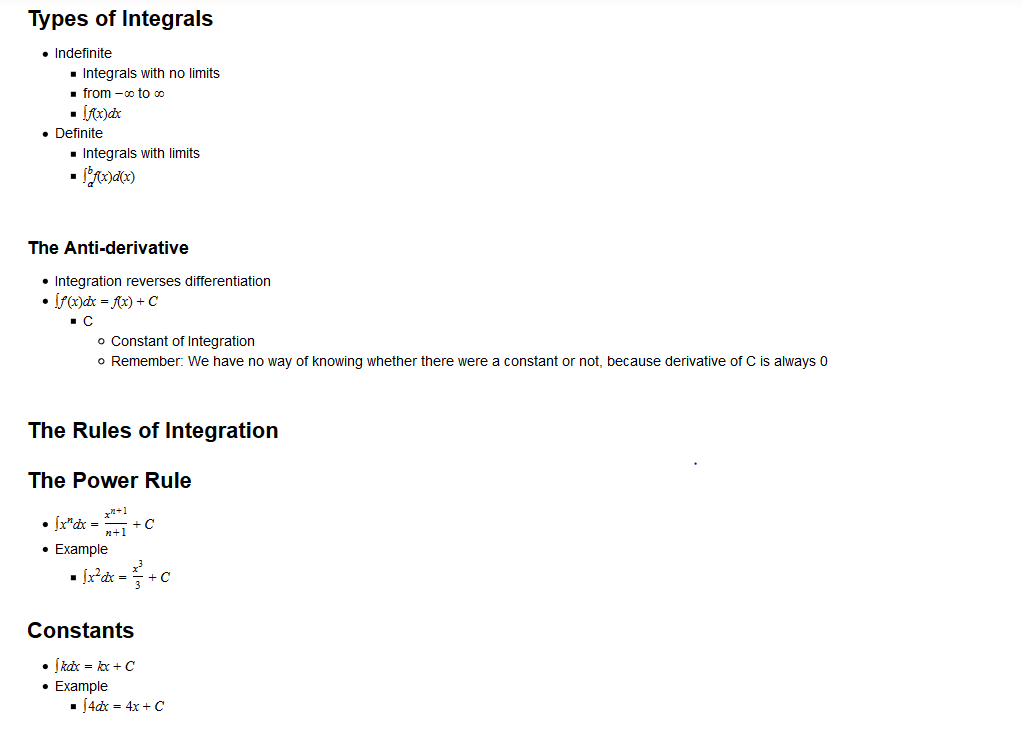 Types of Integrals
• Indefinite
▪ Integrals with no limits
▪ from −∞ to ∞
▪ ∫f(x)dx
• Definite
▪ Integrals with limits
▪ ∫ₐᵇf(x)d(x)
The Anti-derivative
• Integration reverses differentiation
• ∫f'(x)dx = f(x) + C
▪ C
◦ Constant of Integration
◦ Remember: We have no way of knowing whether there were a constant or not, because derivative of C is always 0
The Rules of Integration
The Power Rule
• ∫xⁿdx = xⁿ⁺¹/n+1 + C
• Example
▪ ∫x²dx = x³/3 + C
Constants
• ∫kdx = kx + C
• Example
▪ ∫4dx = 4x + C